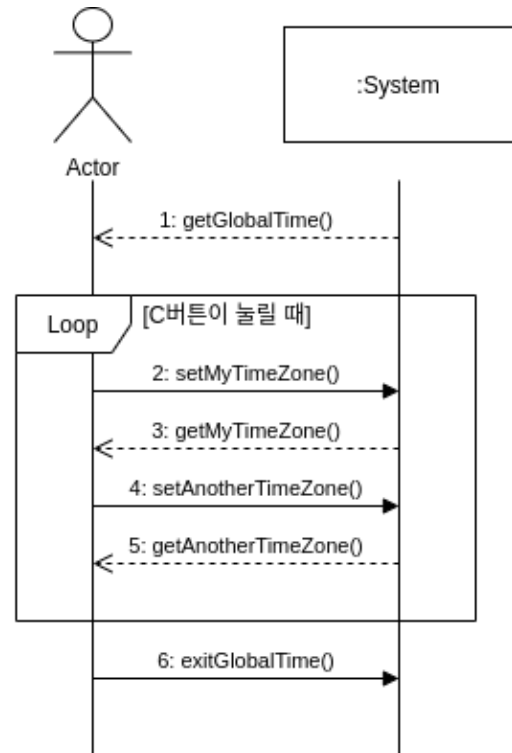 :System
Actor
1: getGlobalTime()
Loop
[C버튼이 눌릴 때]
2: setMyTimeZone()
3: getMyTimeZone()
4: setAnotherTimeZone()
5: getAnotherTimeZone()
6: exitGlobalTime()